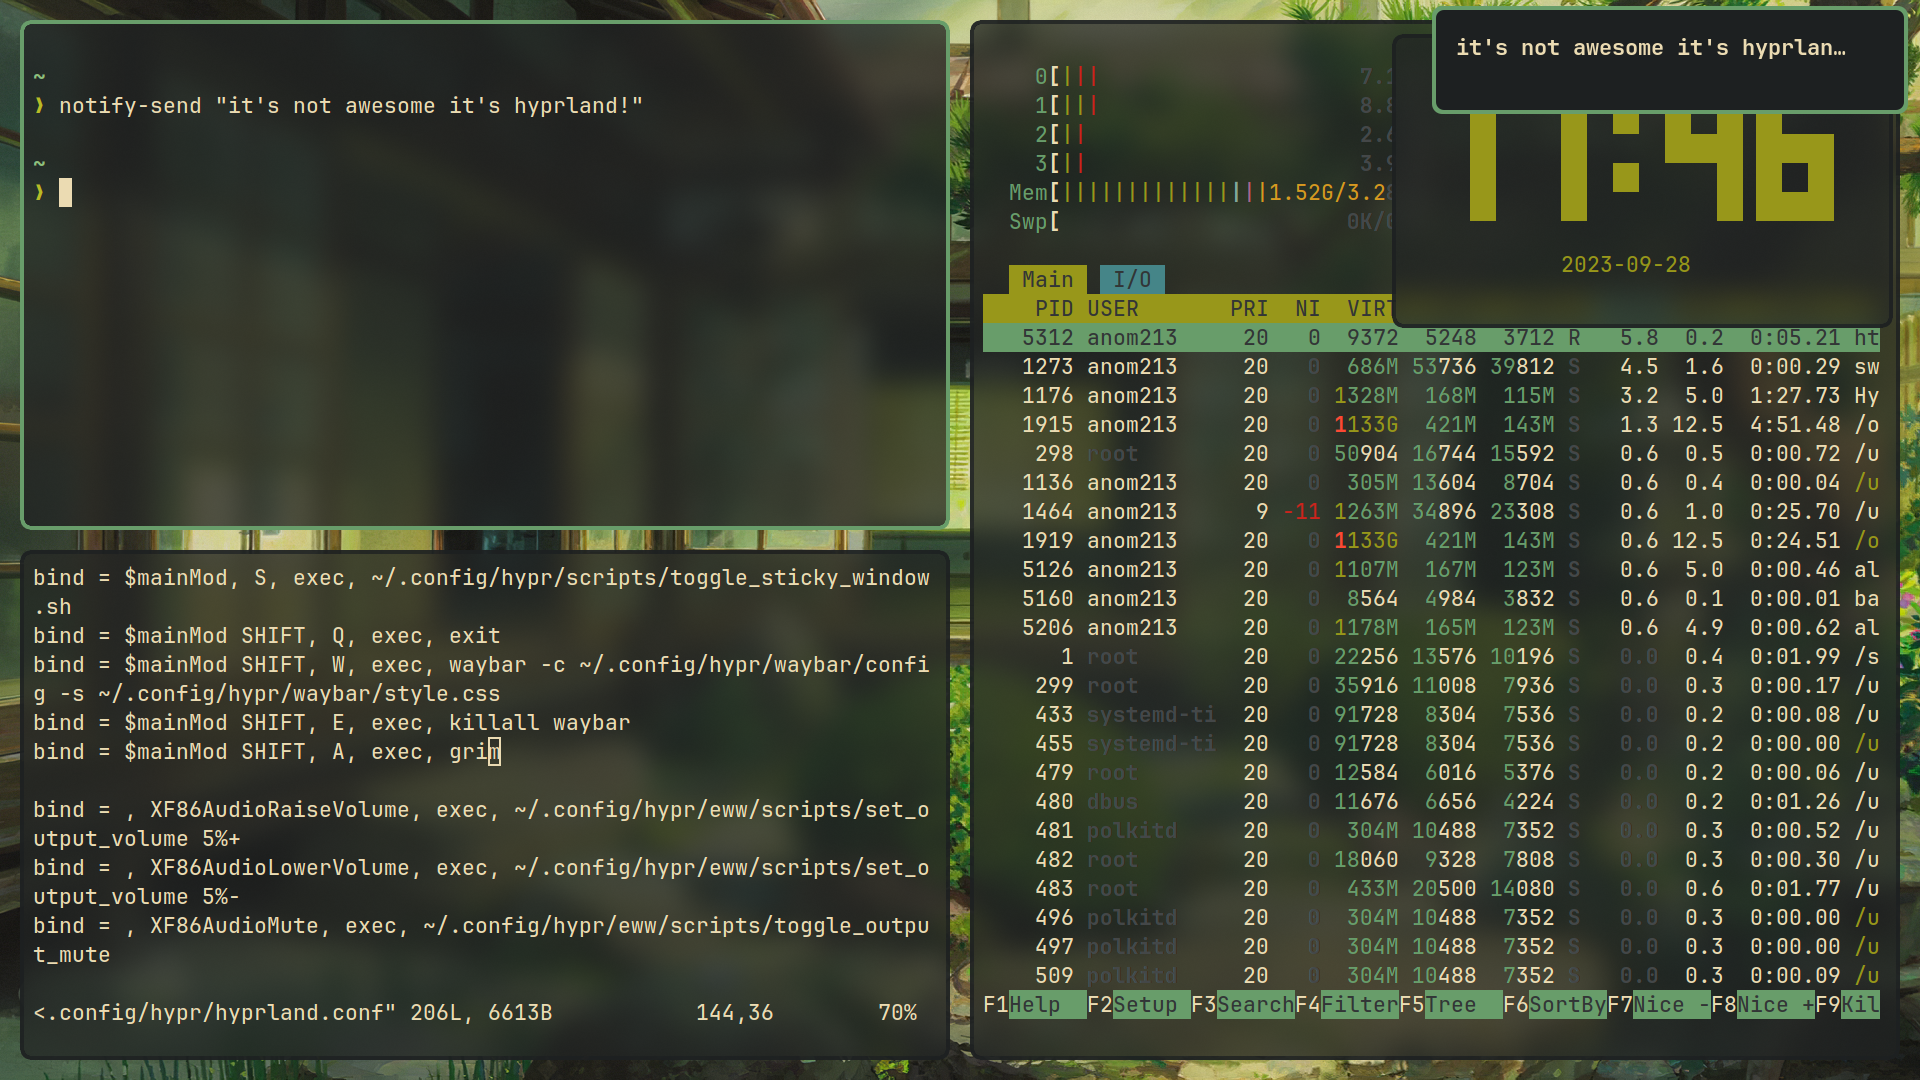 ~
❯ notify-send "it's not awesome it's hyprland!"
~
❯
bind = $mainMod, S, exec, ~/.config/hypr/scripts/toggle_sticky_window
.sh
bind = $mainMod SHIFT, Q, exec, exit
bind = $mainMod SHIFT, W, exec, waybar -c ~/.config/hypr/waybar/confi
g -s ~/.config/hypr/waybar/style.css
bind = $mainMod SHIFT, E, exec, killall waybar
bind = $mainMod SHIFT, A, exec, grim
bind = , XF86AudioRaiseVolume, exec, ~/.config/hypr/eww/scripts/set_o
utput_volume 5%+
bind = , XF86AudioLowerVolume, exec, ~/.config/hypr/eww/scripts/set_o
utput_volume 5%-
bind = , XF86AudioMute, exec, ~/.config/hypr/eww/scripts/toggle_outpu
t_mute
<.config/hypr/hyprland.conf" 206L, 6613B 144,36 70%
it's not awesome it's hyprlan…
11:46
2023-09-28
0[||| 7.
1[||| 8.
2[|| 2.
3[|| 3.
Mem[||||||||||||||||1.52G/3.2
Swp[ 0K/
Main I/O
PID USER PRI NI VIRT
5312 anom213 20 0 9372 5248 3712 R 5.8 0.2 0:05.21 ht
1273 anom213 20 0 686M 53736 39812 S 4.5 1.6 0:00.29 sw
1176 anom213 20 0 1328M 168M 115M S 3.2 5.0 1:27.73 Hy
1915 anom213 20 0 1133G 421M 143M S 1.3 12.5 4:51.48 /o
298 root 20 0 50904 16744 15592 S 0.6 0.5 0:00.72 /u
1136 anom213 20 0 305M 13604 8704 S 0.6 0.4 0:00.04 /u
1464 anom213 9 -11 1263M 34896 23308 S 0.6 1.0 0:25.70 /u
1919 anom213 20 0 1133G 421M 143M S 0.6 12.5 0:24.51 /o
5126 anom213 20 0 1107M 167M 123M S 0.6 5.0 0:00.46 al
5160 anom213 20 0 8564 4984 3832 S 0.6 0.1 0:00.01 ba
5206 anom213 20 0 1178M 165M 123M S 0.6 4.9 0:00.62 al
1 root 20 0 22256 13576 10196 S 0.0 0.4 0:01.99 /s
299 root 20 0 35916 11008 7936 S 0.0 0.3 0:00.17 /u
433 systemd-ti 20 0 91728 8304 7536 S 0.0 0.2 0:00.08 /u
455 systemd-ti 20 0 91728 8304 7536 S 0.0 0.2 0:00.00 /u
479 root 20 0 12584 6016 5376 S 0.0 0.2 0:00.06 /u
480 dbus 20 0 11676 6656 4224 S 0.0 0.2 0:01.26 /u
481 polkitd 20 0 304M 10488 7352 S 0.0 0.3 0:00.52 /u
482 root 20 0 18060 9328 7808 S 0.0 0.3 0:00.30 /u
483 root 20 0 433M 20500 14080 S 0.0 0.6 0:01.77 /u
496 polkitd 20 0 304M 10488 7352 S 0.0 0.3 0:00.00 /u
497 polkitd 20 0 304M 10488 7352 S 0.0 0.3 0:00.00 /u
509 polkitd 20 0 304M 10488 7352 S 0.0 0.3 0:00.09 /u
F1Help F2Setup F3SearchF4FilterF5Tree F6SortByF7Nice -F8Nice +F9Kil